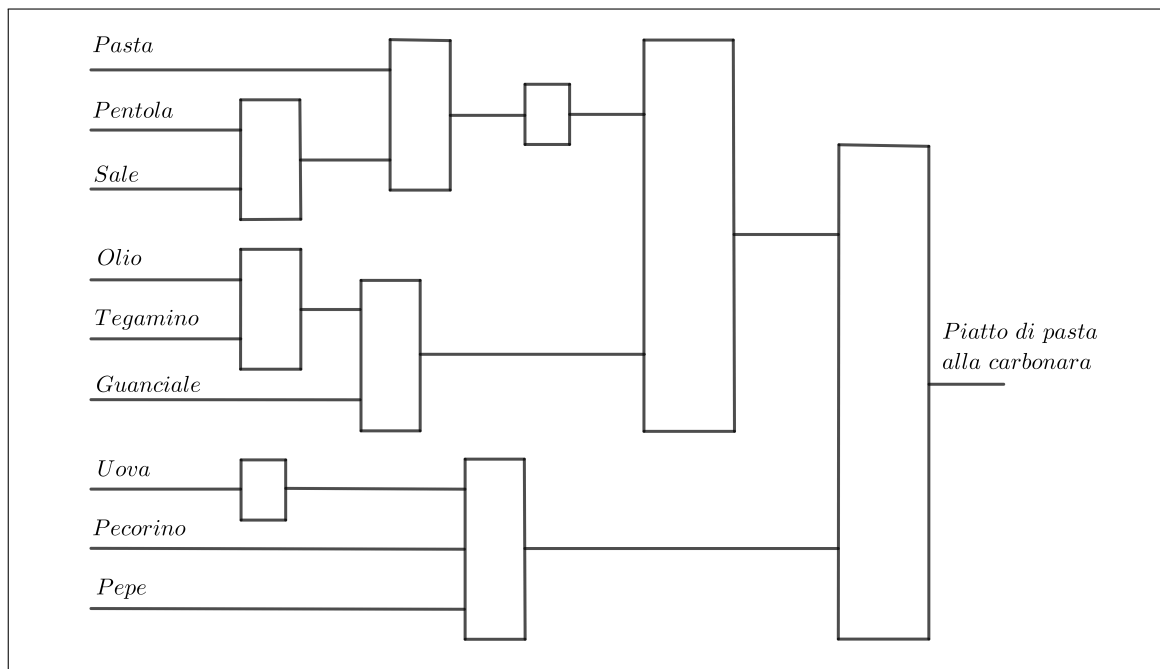 Pasta
Pentola
Sale
Olio
Tegamino
Guanciale
Uova
Pecorino
Pepe
Piatto di pasta
alla carbonara